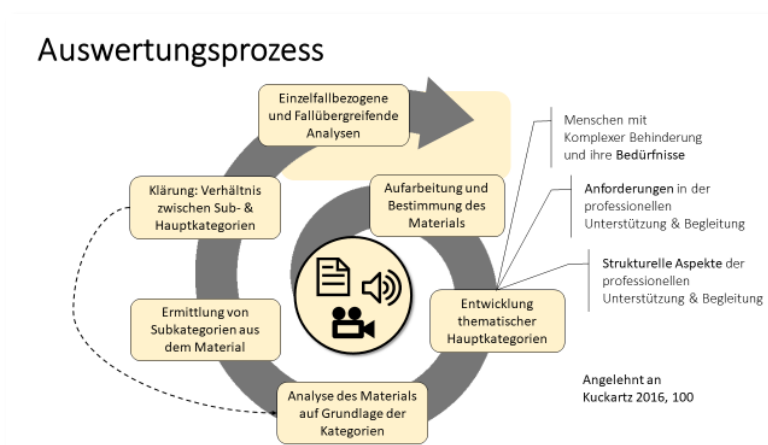 Auswertungsprozess
Einzelfallbezogene
und Fallübergreifende
Analysen
Menschen mit
Komplexer Behinderung
und ihre Bedürfnisse
Klärung: Verhältnis
zwischen Sub- &
Hauptkategorien
Aufarbeitung und
Bestimmung des
Materials
Anforderungen in der
professionellen
Unterstützung & Begleitung
Strukturelle Aspekte der
professionellen
Unterstützung & Begleitung
Ermittlung von
Subkategorien aus
dem Material
Entwicklung
thematischer
Hauptkategorien
Analyse des Materials
auf Grundlage der
Kategorien
Angelehnt an
Kuckartz 2016, 100